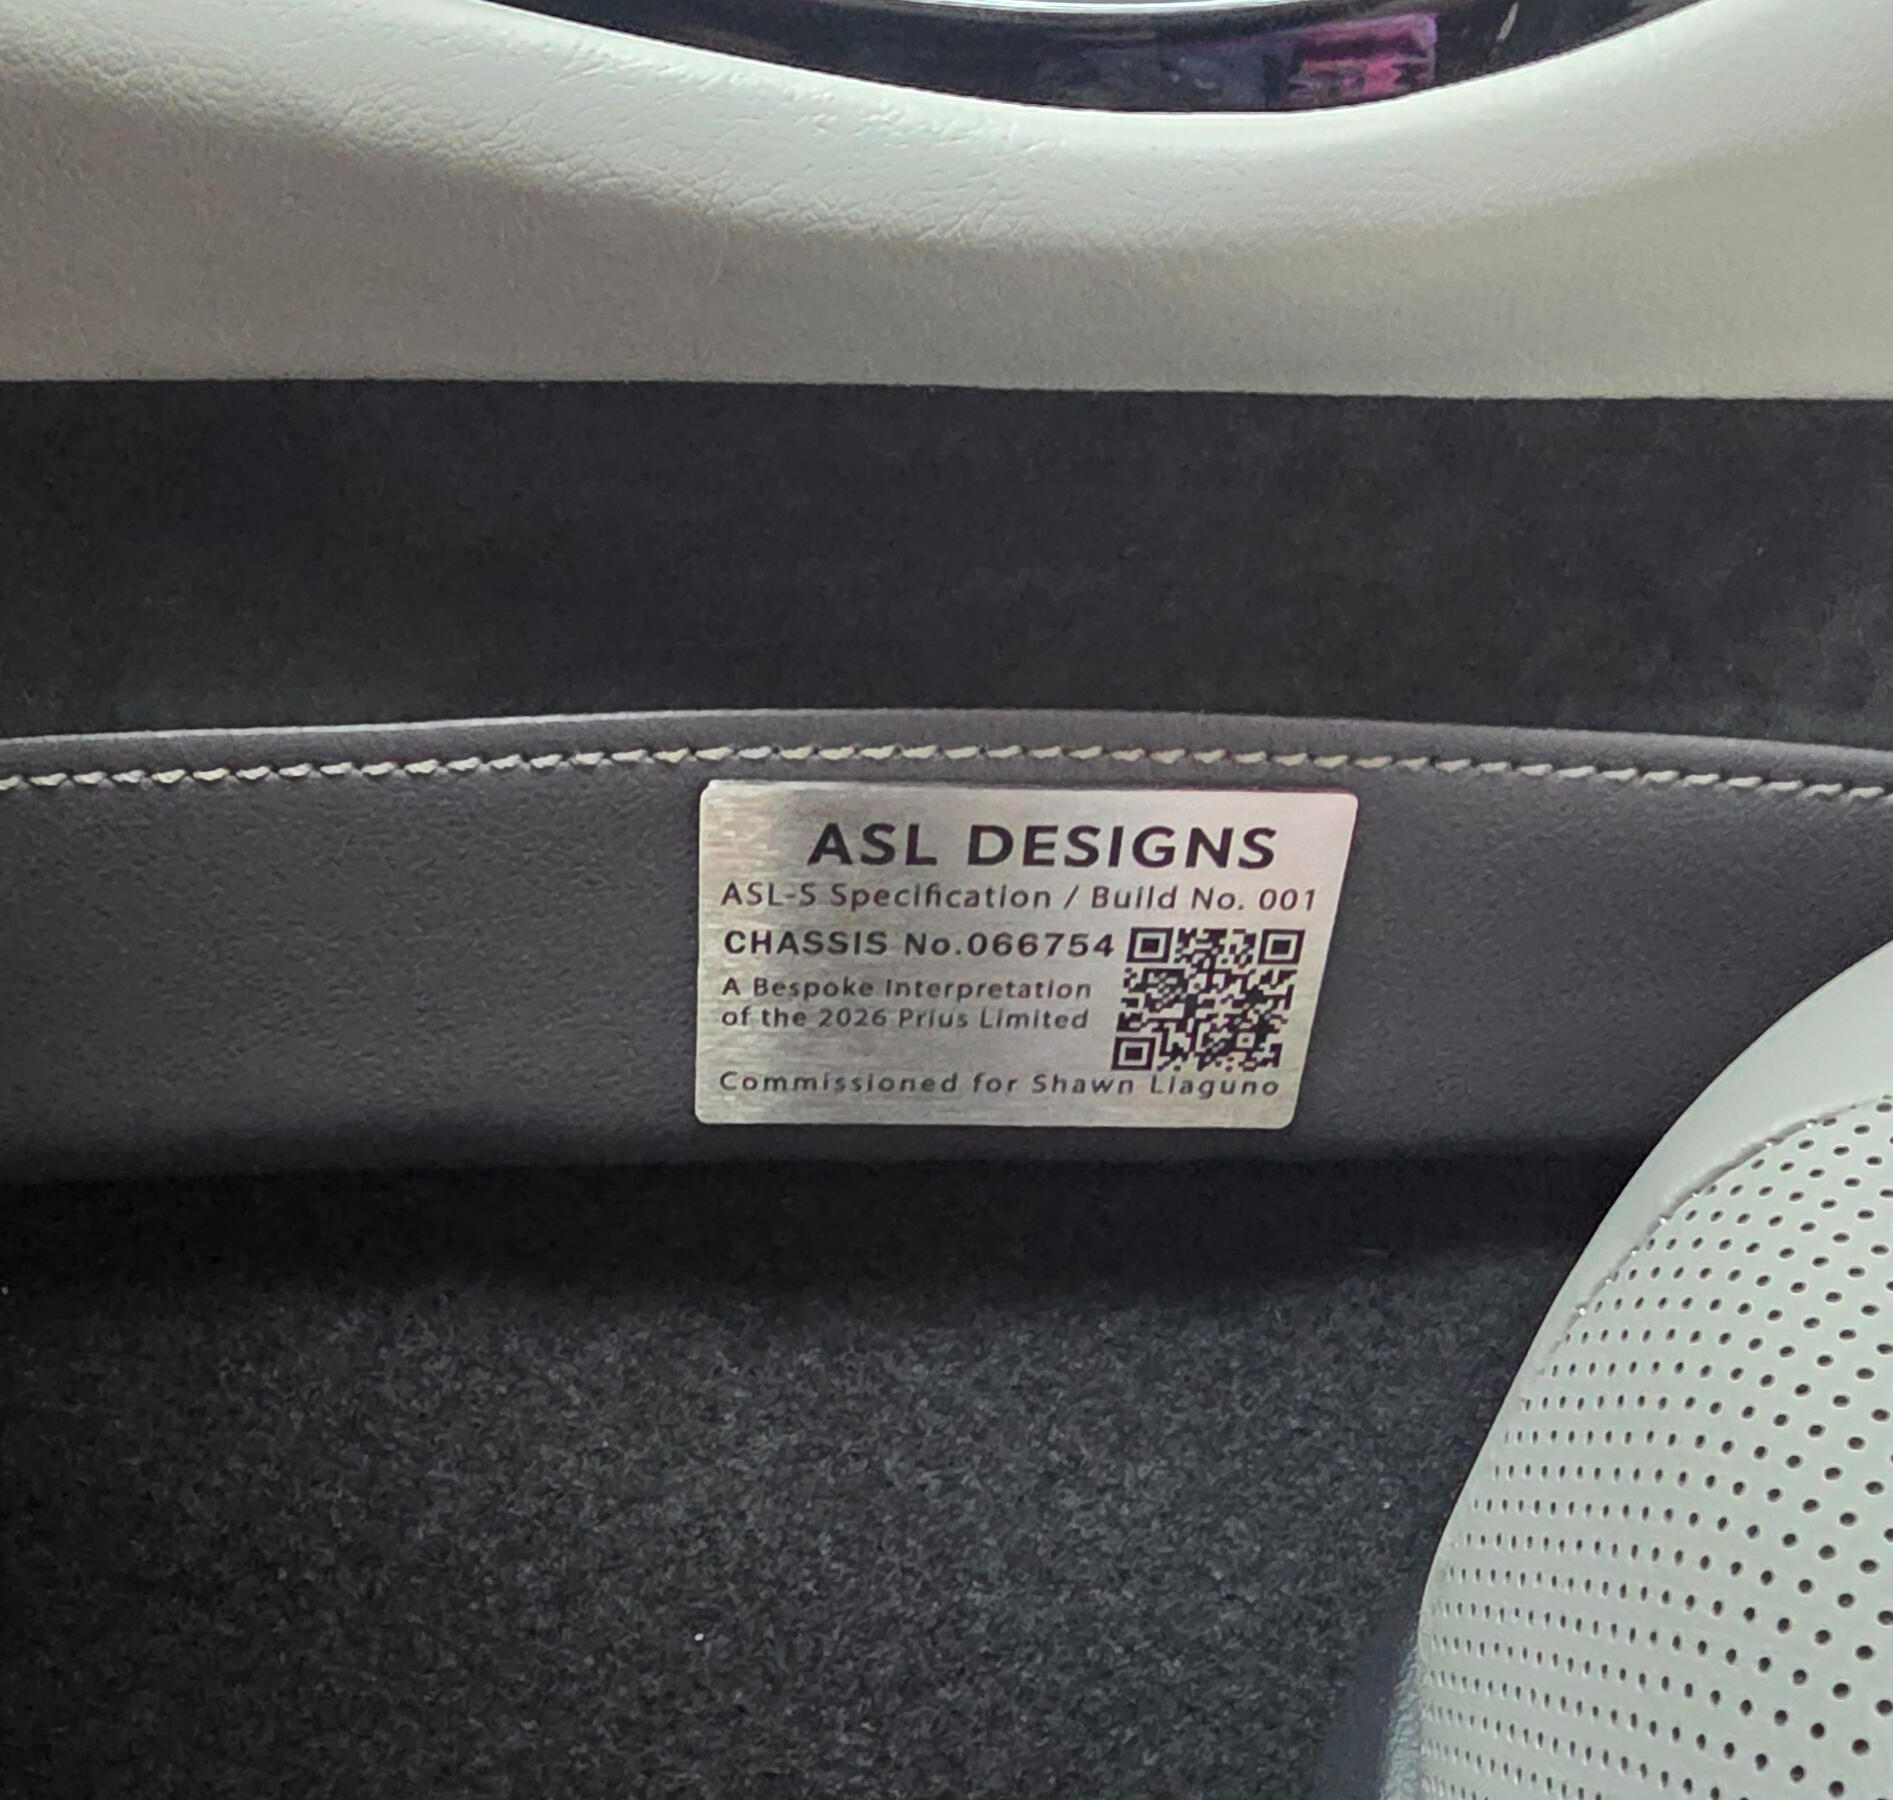 ASL DESIGNS
ASL-S Specification / Build No. 001
CHASSIS No.066754
A Bespoke Interpretation
of the 2026 Prius Limited
Commissioned for Shawn Llaguno